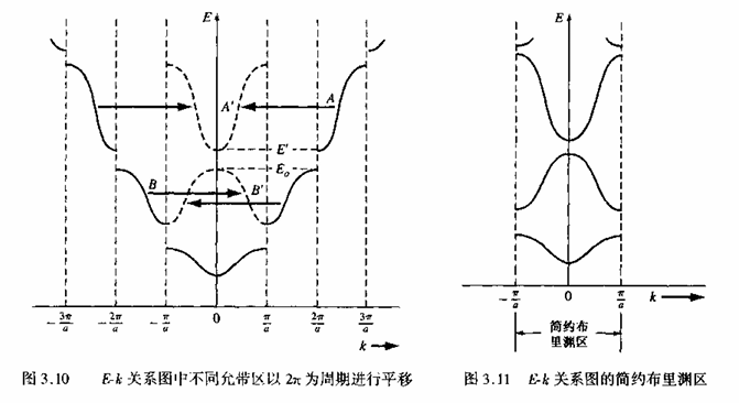 E
A'
A
E'
E₀
B
B'
-3π/a
-2π/a
-π/a
0
π/a
2π/a
3π/a
k
E
-π/a
0
π/a
k
简约布
里渊区
图 3.10 E-k 关系图中不同允带区以 2π 为周期进行平移
图 3.11 E-k 关系图的简约布里渊区